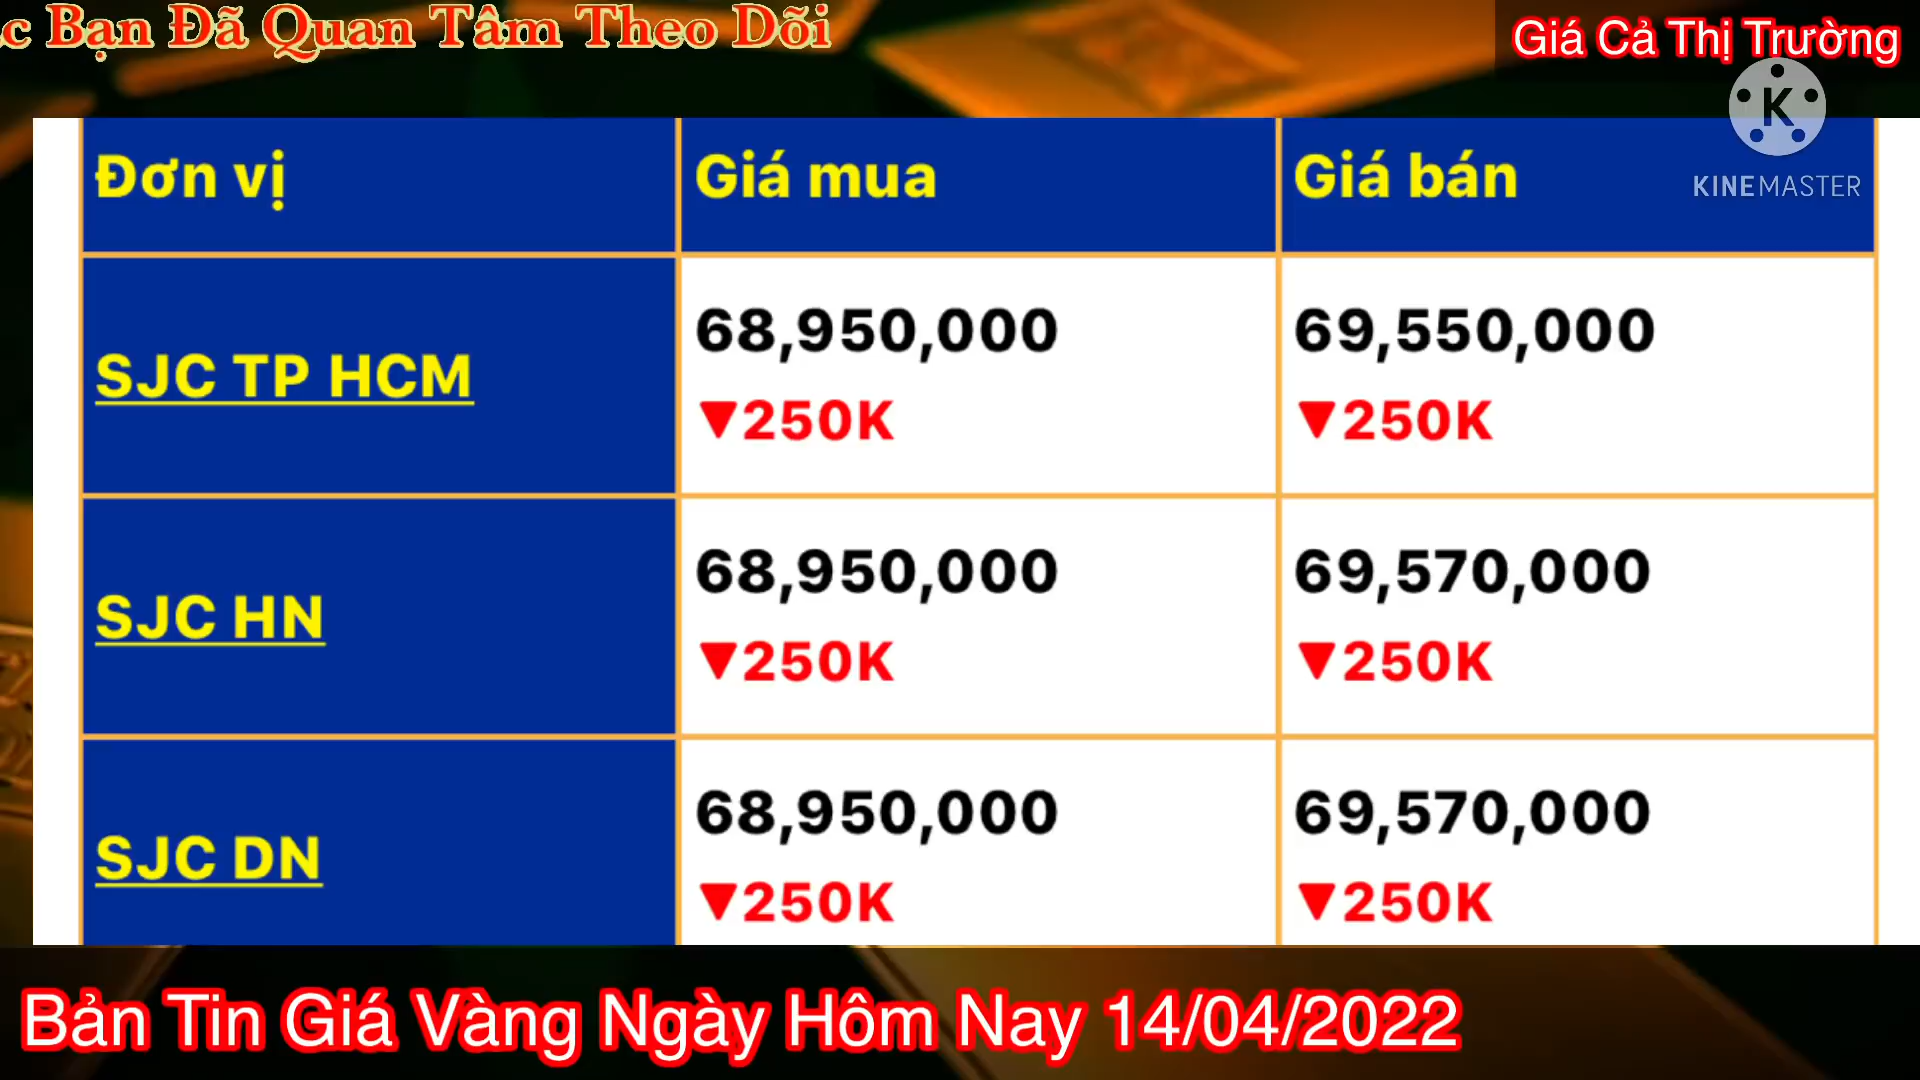 Bạn Đã Quan Tâm Theo Dõi
Giá Cả Thị Trường
K
KINEMASTER
Đơn vị
Giá mua
Giá bán
SJC TP HCM
68,950,000
▼250K
69,550,000
▼250K
SJC HN
68,950,000
▼250K
69,570,000
▼250K
SJC DN
68,950,000
▼250K
69,570,000
▼250K
Bản Tin Giá Vàng Ngày Hôm Nay 14/04/2022